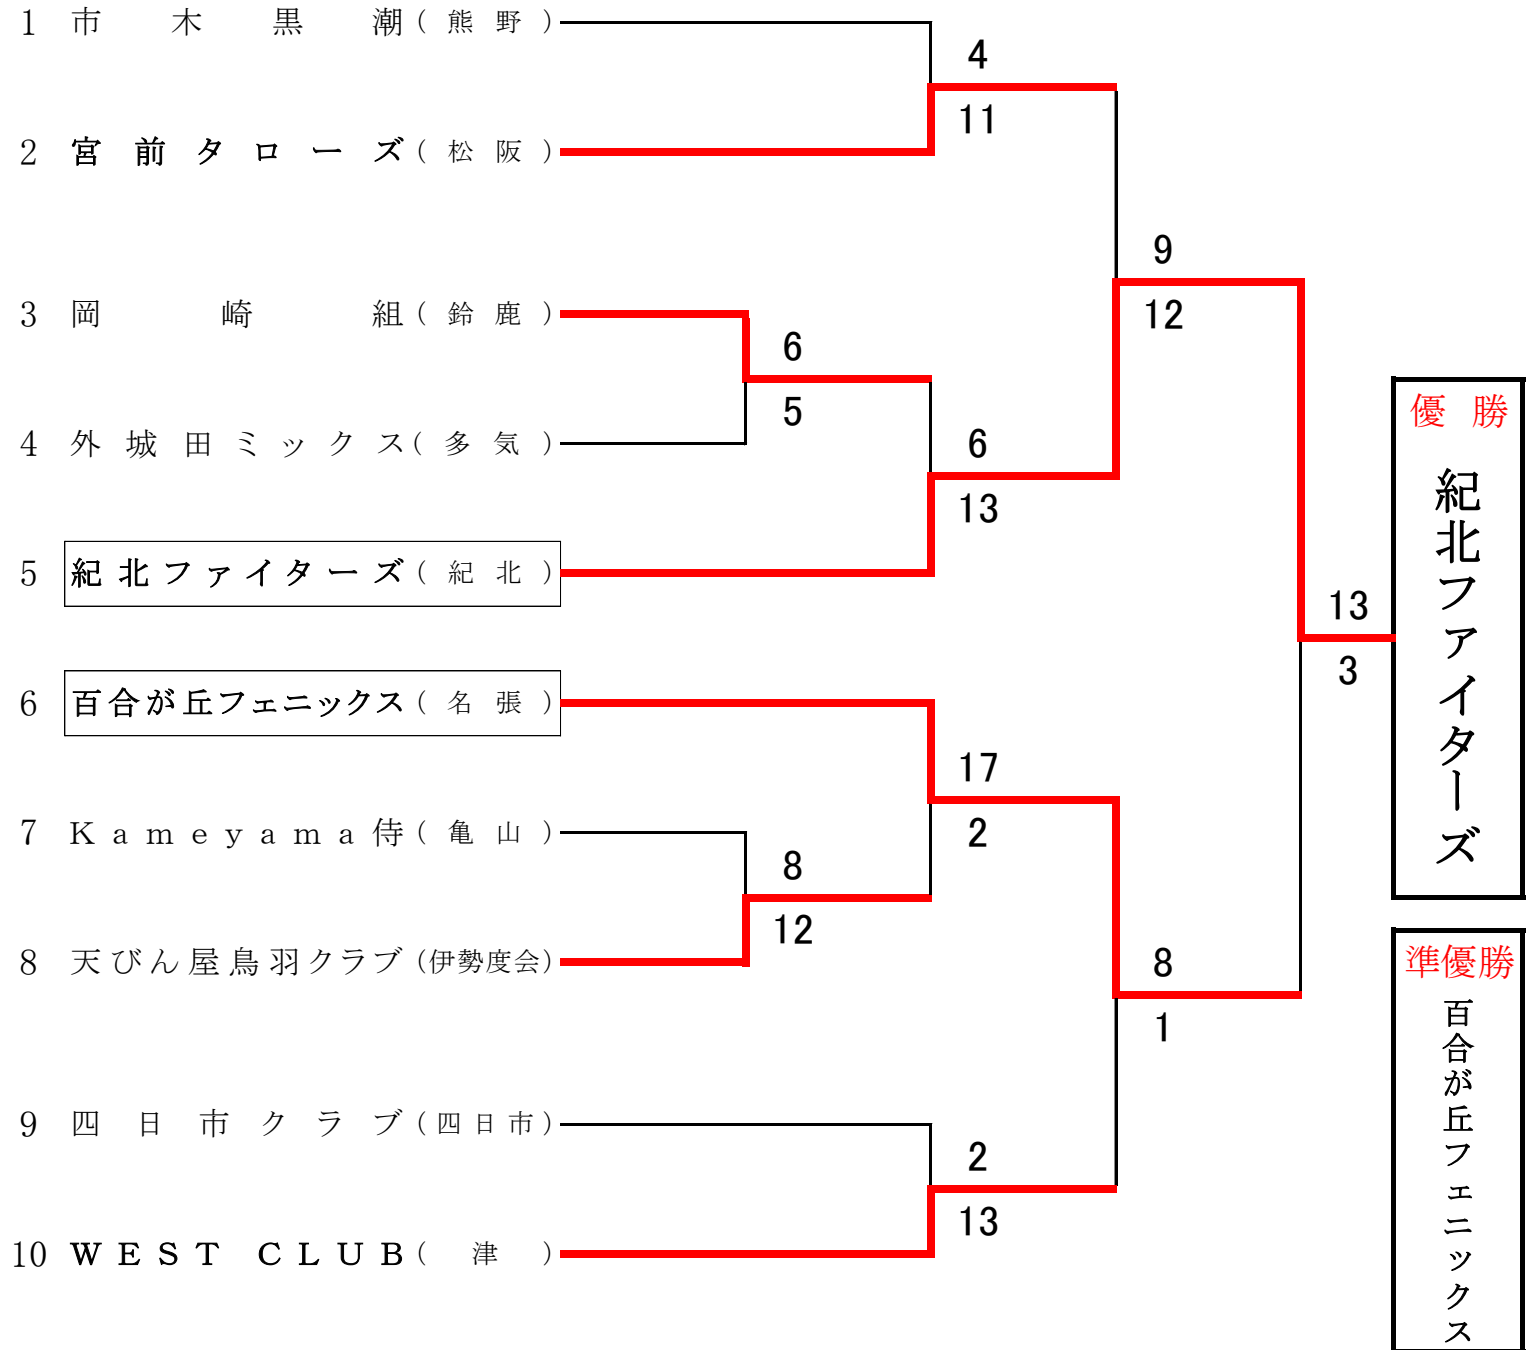 1 市木黒潮(熊野)
4
11
2 宮前タローズ(松阪)
9
12
3 岡崎組(鈴鹿)
6
5
4 外城田ミックス(多気)
6
13
5 紀北ファイターズ(紀北)
13
3
6 百合が丘フェニックス(名張)
17
2
7 Kameyama侍(亀山)
8
12
8 天びん屋鳥羽クラブ(伊勢度会)
8
1
9 四日市クラブ(四日市)
2
13
10 WEST CLUB(津)
優勝
紀北ファイターズ
準優勝
百合が丘フェニックス